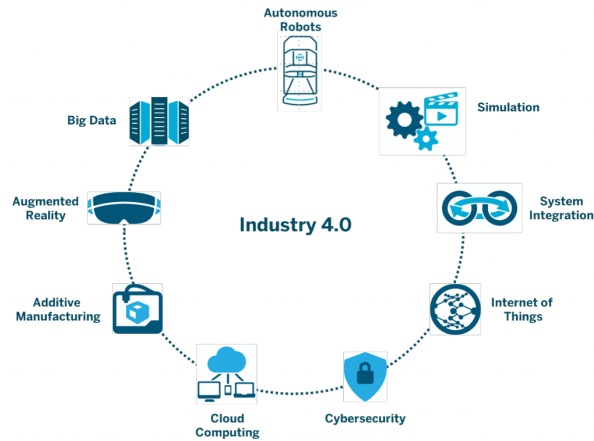 Autonomous
Robots
Simulation
System
Integration
Internet of
Things
Cybersecurity
Cloud
Computing
Additive
Manufacturing
Augmented
Reality
Big Data
Industry 4.0